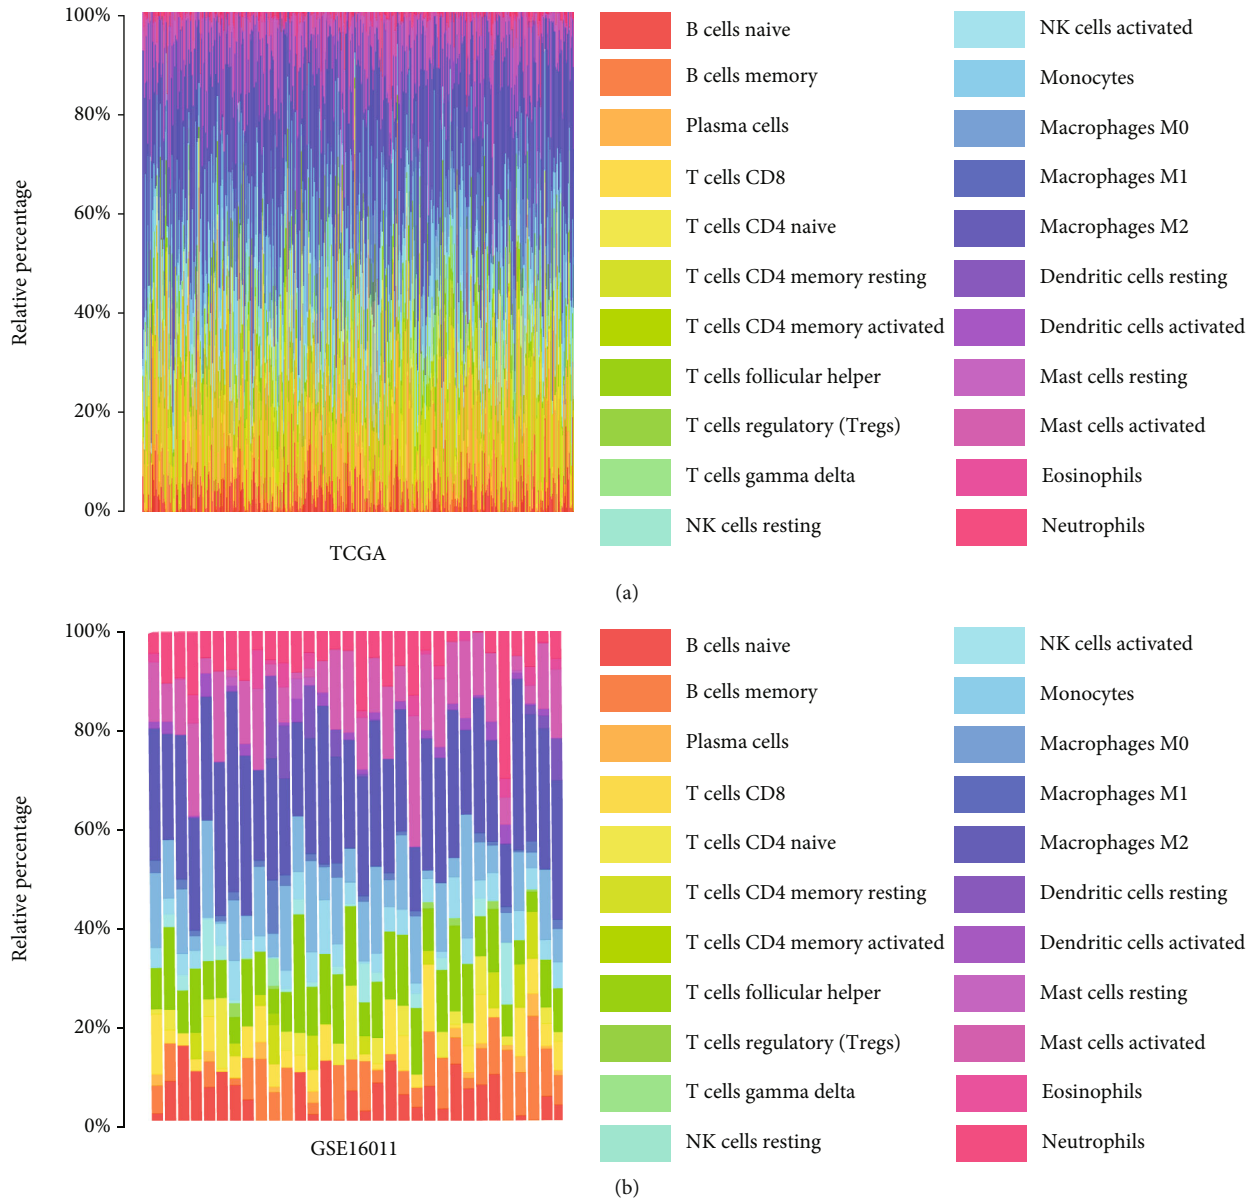 Relative percentage
100%
80%
60%
40%
20%
0%
TCGA
B cells naive
B cells memory
Plasma cells
T cells CD8
T cells CD4 naive
T cells CD4 memory resting
T cells CD4 memory activated
T cells follicular helper
T cells regulatory (Tregs)
T cells gamma delta
NK cells resting
NK cells activated
Monocytes
Macrophages M0
Macrophages M1
Macrophages M2
Dendritic cells resting
Dendritic cells activated
Mast cells resting
Mast cells activated
Eosinophils
Neutrophils
(a)
Relative percentage
100%
80%
60%
40%
20%
0%
GSE16011
B cells naive
B cells memory
Plasma cells
T cells CD8
T cells CD4 naive
T cells CD4 memory resting
T cells CD4 memory activated
T cells follicular helper
T cells regulatory (Tregs)
T cells gamma delta
NK cells resting
NK cells activated
Monocytes
Macrophages M0
Macrophages M1
Macrophages M2
Dendritic cells resting
Dendritic cells activated
Mast cells resting
Mast cells activated
Eosinophils
Neutrophils
(b)